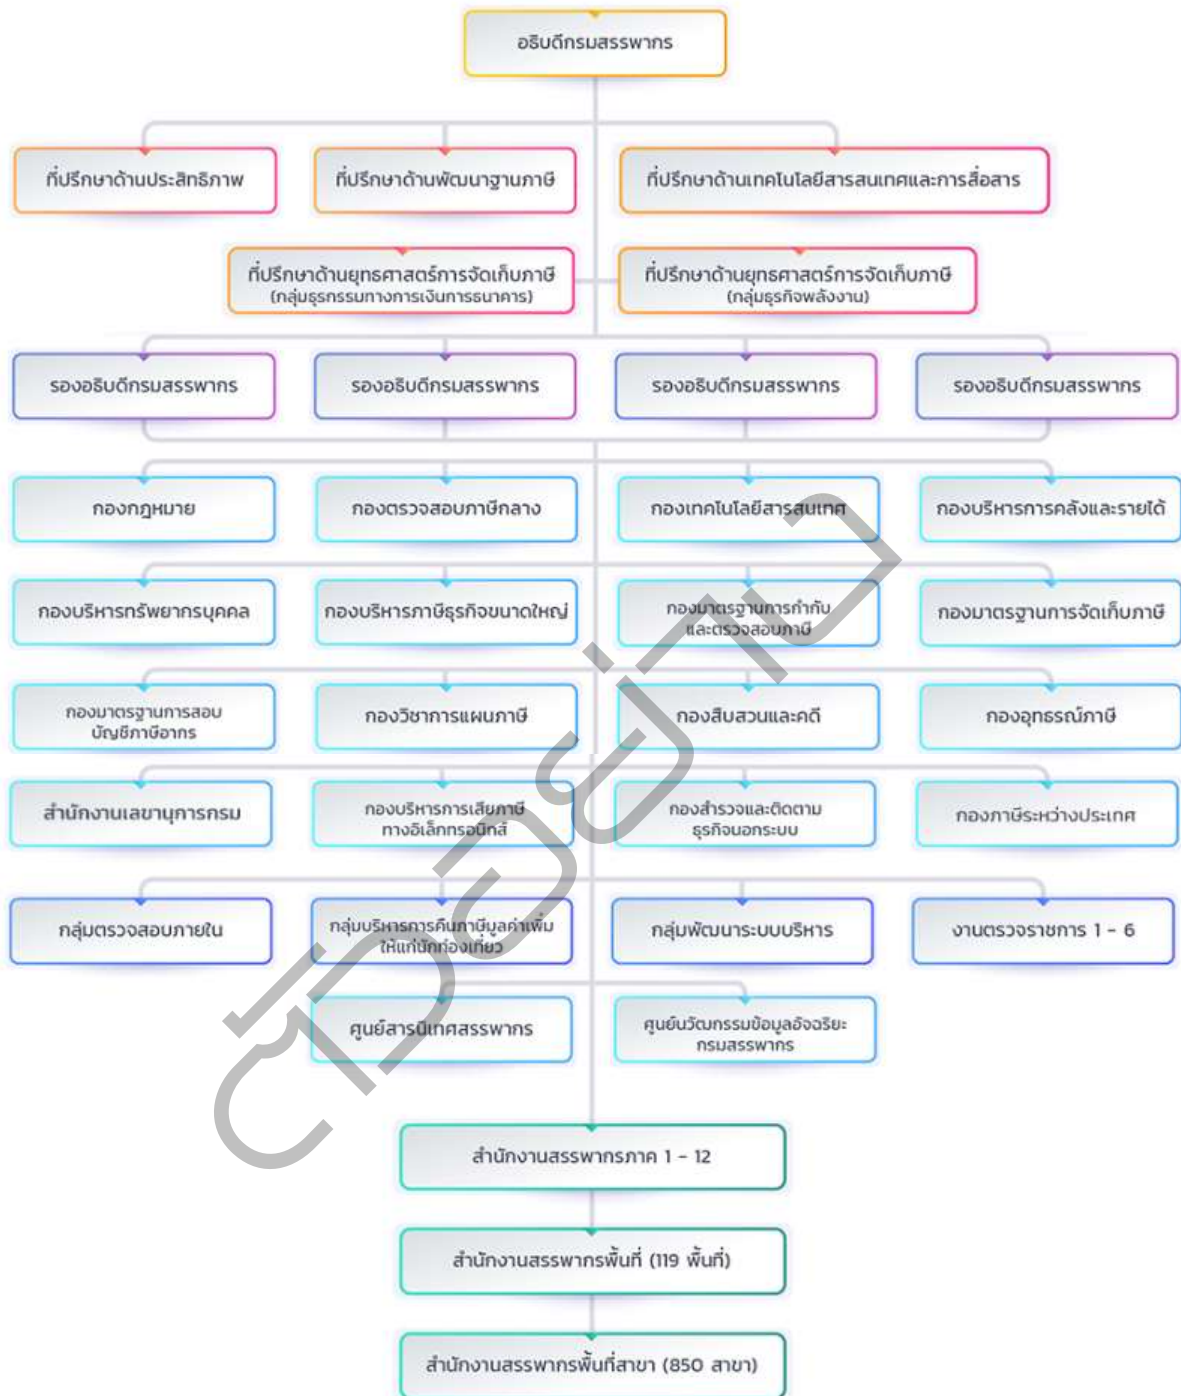 อธิบดีกรมสรรพากร
ที่ปรึกษาด้านประสิทธิภาพ
ที่ปรึกษาด้านพัฒนาฐานภาษี
ที่ปรึกษาด้านเทคโนโลยีสารสนเทศและการสื่อสาร
ที่ปรึกษาด้านยุทธศาสตร์การจัดเก็บภาษี
(กลุ่มธุรกรรมทางการเงินการธนาคาร)
ที่ปรึกษาด้านยุทธศาสตร์การจัดเก็บภาษี
(กลุ่มธุรกิจพลังงาน)
รองอธิบดีกรมสรรพากร
รองอธิบดีกรมสรรพากร
รองอธิบดีกรมสรรพากร
รองอธิบดีกรมสรรพากร
กองกฎหมาย
กองตรวจสอบภาษีกลาง
กองเทคโนโลยีสารสนเทศ
กองบริหารการคลังและรายได้
กองบริหารทรัพยากรบุคคล
กองบริหารภาษีธุรกิจขนาดใหญ่
กองมาตรฐานการกำกับ
และตรวจสอบภาษี
กองมาตรฐานการจัดเก็บภาษี
กองมาตรฐานการสอบ
บัญชีภาษีอากร
กองวิชาการแผนภาษี
กองสืบสวนและคดี
กองอุทธรณ์ภาษี
สำนักงานเลขานุการกรม
กองบริหารการเสียภาษี
ทางอิเล็กทรอนิกส์
กองสำรวจและติดตาม
ธุรกิจนอกระบบ
กองภาษีระหว่างประเทศ
กลุ่มตรวจสอบภายใน
กลุ่มบริหารการคืนภาษีมูลค่าเพิ่ม
ให้แก่นักท่องเที่ยว
กลุ่มพัฒนาระบบบริหาร
งานตรวจราชการ 1 - 6
ศูนย์สารนิเทศสรรพากร
ศูนย์นวัฒกรรมข้อมูลอัจฉริยะ
กรมสรรพากร
สำนักงานสรรพากรภาค 1 - 12
สำนักงานสรรพากรพื้นที่ (119 พื้นที่)
สำนักงานสรรพากรพื้นที่สาขา (850 สาขา)
ตัวอย่าง